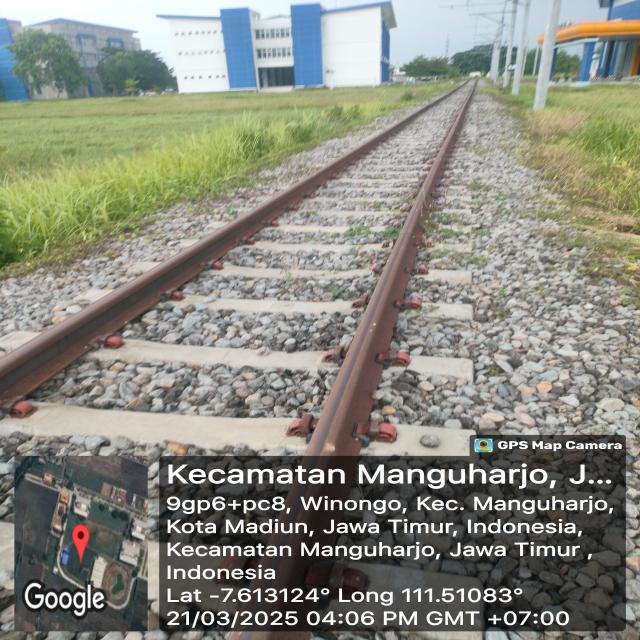 GPS Map Camera
Kecamatan Manguharjo, J...
9gp6+pc8, Winongo, Kec. Manguharjo,
Kota Madiun, Jawa Timur, Indonesia,
Kecamatan Manguharjo, Jawa Timur ,
Indonesia
Lat -7.613124° Long 111.51083°
21/03/2025 04:06 PM GMT +07:00
Google